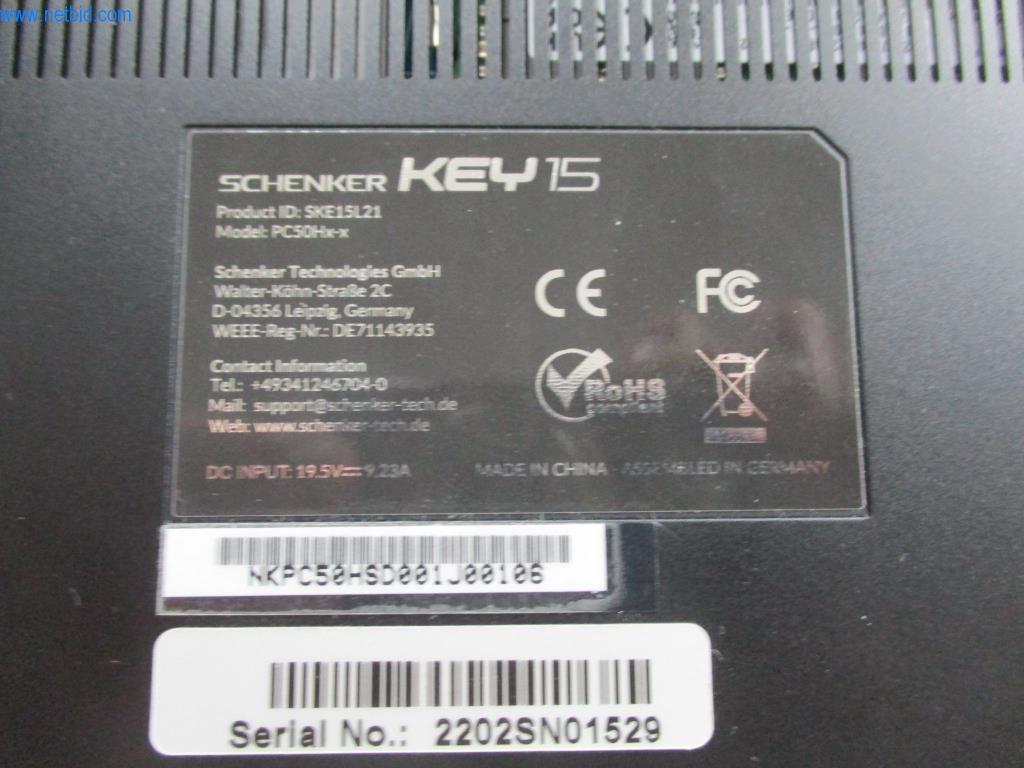 www.netbid.com
SCHENKER KEY 15
Product ID: SKE15L21
Model: PC50Hx-x
Schenker Technologies GmbH
Walter-Köhn-Straße 2C
D-04356 Leipzig, Germany
WEEE-Reg-Nr.: DE71143935
CE FC
Contact Information
Tel.: +49341246704-0
Mail: support@schenker-tech.de
Web: www.schenker-tech.de
RoHS
compliant
DC INPUT: 19.5V⎓9.23A
MADE IN CHINA - ASSEMBLED IN GERMANY
NKPC50HSD001J00106
Serial No.: 2202SN01529